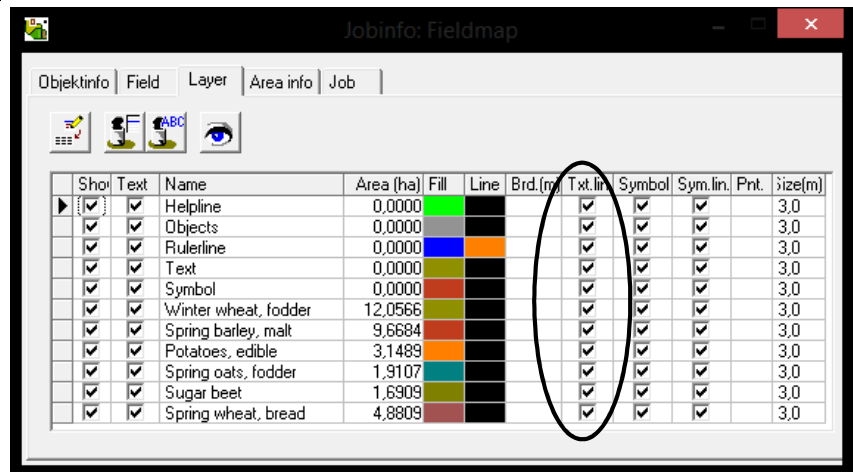 Jobinfo: Fieldmap
Objektinfo Field Layer Area info Job
ABC
Sho Text Name Area (ha) Fill Line Brd.(m) Txt.lin. Symbol Sym.lin. Pnt. Size(m)
Helpline 0,0000 3,0
Objects 0,0000 3,0
Rulerline 0,0000 3,0
Text 0,0000 3,0
Symbol 0,0000 3,0
Winter wheat, fodder 12,0566 3,0
Spring barley, malt 9,6684 3,0
Potatoes, edible 3,1489 3,0
Spring oats, fodder 1,9107 3,0
Sugar beet 1,6909 3,0
Spring wheat, bread 4,8809 3,0